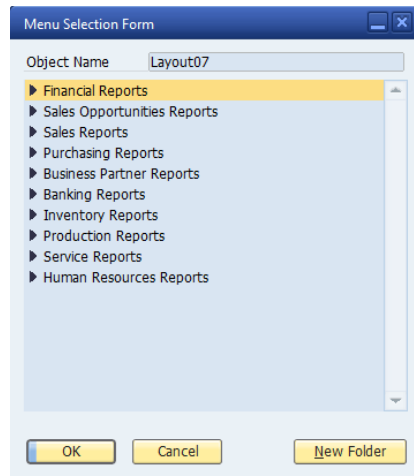 Menu Selection Form
Object Name Layout07
Financial Reports
Sales Opportunities Reports
Sales Reports
Purchasing Reports
Business Partner Reports
Banking Reports
Inventory Reports
Production Reports
Service Reports
Human Resources Reports
OK Cancel New Folder